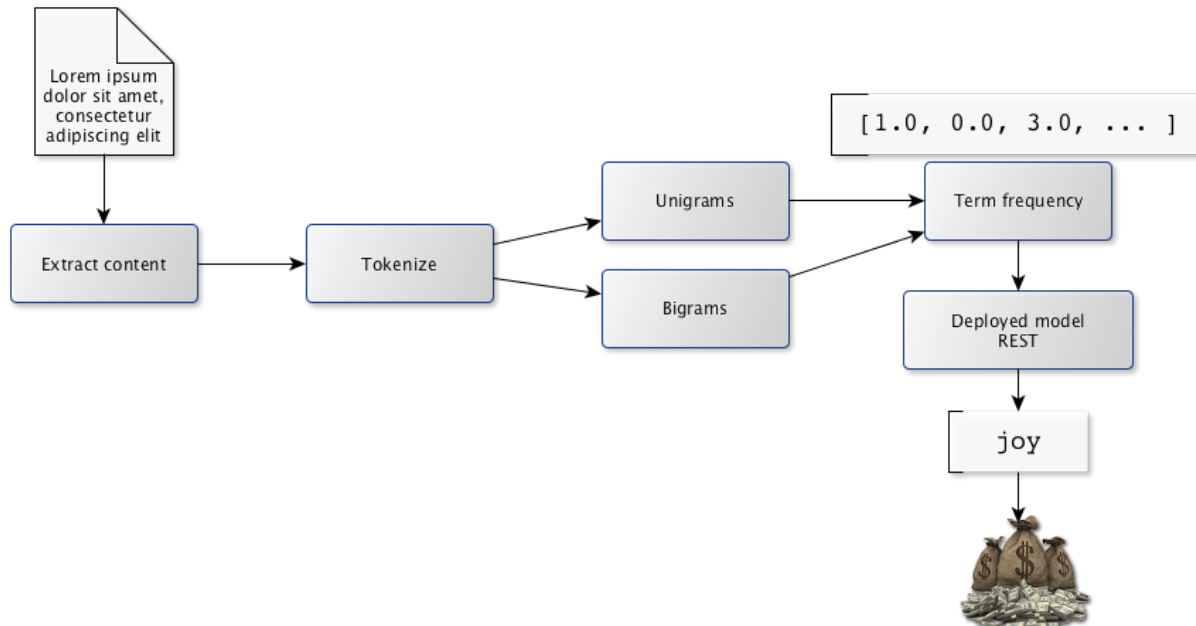 Lorem ipsum
dolor sit amet,
consectetur
adipiscing elit
[1.0, 0.0, 3.0, ... ]
Unigrams
Term frequency
Extract content
Tokenize
Bigrams
Deployed model
REST
joy
$ $ $